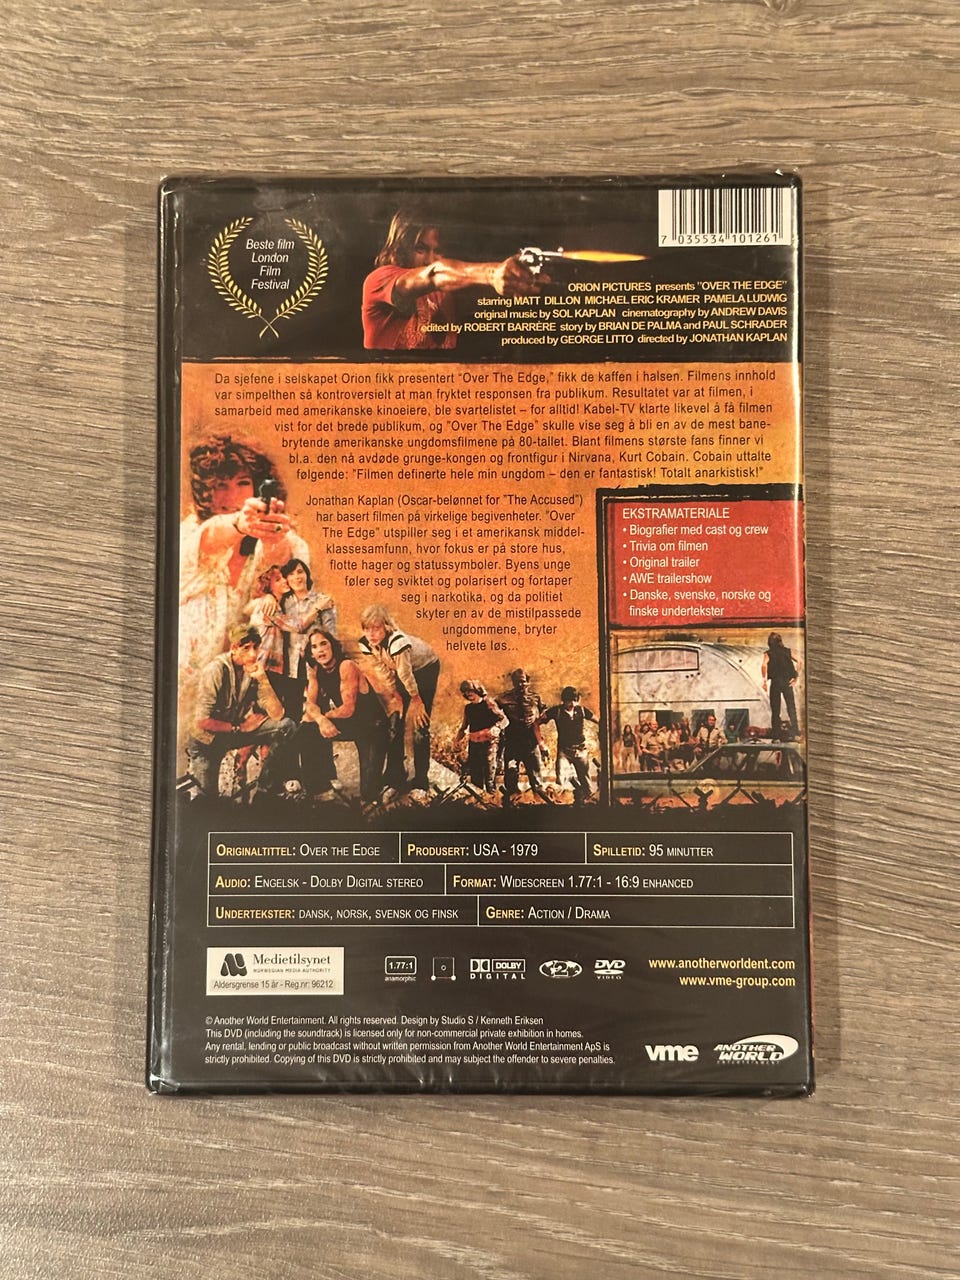 Beste film
London
Film
Festival
7 035534 101261
ORION PICTURES presents "OVER THE EDGE"
starring MATT DILLON MICHAEL ERIC KRAMER PAMELA LUDWIG
original music by SOL KAPLAN cinematography by ANDREW DAVIS
edited by ROBERT BARRÈRE story by BRIAN DE PALMA and PAUL SCHRADER
produced by GEORGE LITTO directed by JONATHAN KAPLAN
Da sjefene i selskapet Orion fikk presentert "Over The Edge," fikk de kaffen i halsen. Filmens innhold
var simpelthen så kontroversielt at man fryktet responsen fra publikum. Resultatet var at filmen, i
samarbeid med amerikanske kinoeiere, ble svartelistet – for alltid! Kabel-TV klarte likevel å få filmen
vist for det brede publikum, og "Over The Edge" skulle vise seg å bli en av de mest bane-
brytende amerikanske ungdomsfilmene på 80-tallet. Blant filmens største fans finner vi
bl.a. den nå avdøde grunge-kongen og frontfigur i Nirvana, Kurt Cobain. Cobain uttalte
følgende: "Filmen definerte hele min ungdom – den er fantastisk! Totalt anarkistisk!"
Jonathan Kaplan (Oscar-belønnet for "The Accused")
har basert filmen på virkelige begivenheter. "Over
The Edge" utspiller seg i et amerikansk middel-
klassesamfunn, hvor fokus er på store hus,
flotte hager og statussymboler. Byens unge
føler seg sviktet og polarisert og fortaper
seg i narkotika, og da politiet
skyter en av de mistilpassede
ungdommene, bryter
helvete løs...
EKSTRAMATERIALE
• Biografier med cast og crew
• Trivia om filmen
• Original trailer
• AWE trailershow
• Danske, svenske, norske og
finske undertekster
ORIGINALTITTEL: OVER THE EDGE
PRODUSERT: USA - 1979
SPILLETID: 95 MINUTTER
AUDIO: ENGELSK - DOLBY DIGITAL STEREO
FORMAT: WIDESCREEN 1.77:1 - 16:9 ENHANCED
UNDERTEKSTER: DANSK, NORSK, SVENSK OG FINSK
GENRE: ACTION / DRAMA
Medietilsynet
NORWEGIAN MEDIA AUTHORITY
Aldersgrense 15 år - Reg.nr: 96212
1.77:1
anamorphic
DOLBY
DIGITAL
2
DVD
VIDEO
www.anotherworldent.com
www.vme-group.com
© Another World Entertainment. All rights reserved. Design by Studio S / Kenneth Eriksen
This DVD (including the soundtrack) is licensed only for non-commercial private exhibition in homes.
Any rental, lending or public broadcast without written permission from Another World Entertainment ApS is
strictly prohibited. Copying of this DVD is strictly prohibited and may subject the offender to severe penalties.
vme
ANOTHER
WORLD
ENTERTAINMENT